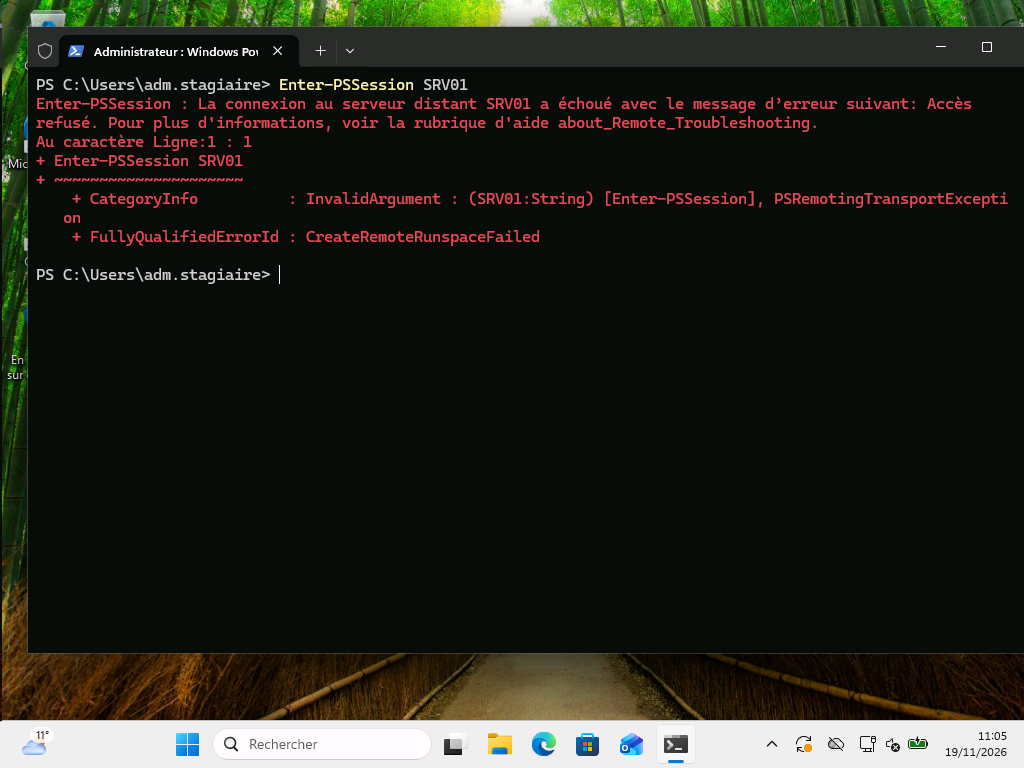 Administrateur : Windows Pov
PS C:\Users\adm.stagiaire> Enter-PSSession SRV01
Enter-PSSession : La connexion au serveur distant SRV01 a échoué avec le message d’erreur suivant: Accès
refusé. Pour plus d'informations, voir la rubrique d'aide about_Remote_Troubleshooting.
Au caractère Ligne:1 : 1
+ Enter-PSSession SRV01
+ ~~~~~~~~~~~~~~~~~~~~~
+ CategoryInfo : InvalidArgument : (SRV01:String) [Enter-PSSession], PSRemotingTransportExcepti
on
+ FullyQualifiedErrorId : CreateRemoteRunspaceFailed
PS C:\Users\adm.stagiaire>
Mic
En
sur
11°
Rechercher
11:05
19/11/2026